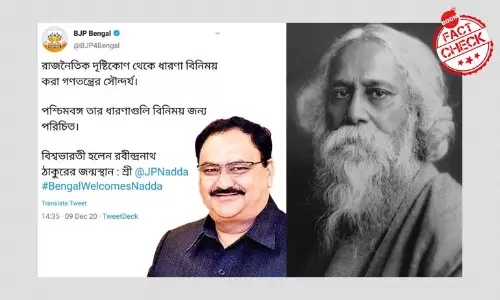 BJP Bengal
@BJP4Bengal
রাজনৈতিক দৃষ্টিকোণ থেকে ধারণা বিনিময়
করা গণতন্ত্রের সৌন্দর্য।
পশ্চিমবঙ্গ তার ধারণাগুলি বিনিময় জন্য
পরিচিত।
বিশ্বভারতী হলেন রবীন্দ্রনাথ
ঠাকুরের জন্মস্থান : শ্রী @JPNadda
#BengalWelcomesNadda
Translate Tweet
14:35 · 09 Dec 20 · TweetDeck
BOOM
FACT
CHECK